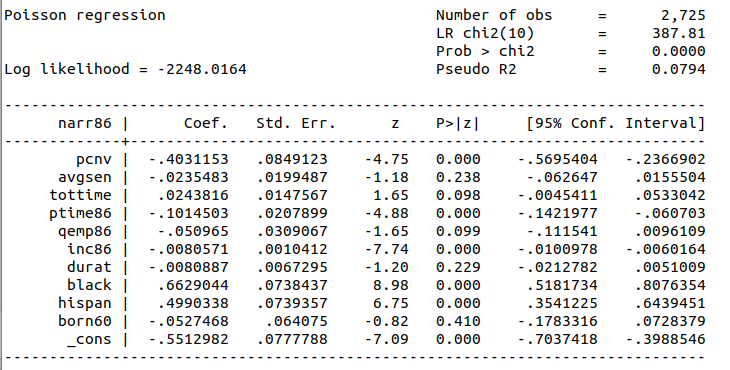 Poisson regression                              Number of obs     =      2,725
                                                LR chi2(10)       =     387.81
                                                Prob > chi2       =     0.0000
Log likelihood = -2248.0164                     Pseudo R2         =     0.0794
------------------------------------------------------------------------------
      narr86 |      Coef.   Std. Err.      z    P>|z|     [95% Conf. Interval]
-------------+----------------------------------------------------------------
        pcnv |  -.4031153   .0849123    -4.75   0.000    -.5695404   -.2366902
      avgsen |  -.0235483   .0199487    -1.18   0.238     -.062647    .0155504
     tottime |   .0243816   .0147567     1.65   0.098    -.0045411    .0533042
     ptime86 |  -.1014503   .0207899    -4.88   0.000    -.1421977    -.060703
      qemp86 |   -.050965   .0309067    -1.65   0.099     -.111541    .0096109
       inc86 |  -.0080571   .0010412    -7.74   0.000    -.0100978   -.0060164
       durat |  -.0080887   .0067295    -1.20   0.229    -.0212782    .0051009
       black |   .6629044   .0738437     8.98   0.000     .5181734    .8076354
      hispan |   .4990338   .0739357     6.75   0.000     .3541225    .6439451
      born60 |  -.0527468    .064075    -0.82   0.410    -.1783316    .0728379
       _cons |  -.5512982   .0777788    -7.09   0.000    -.7037418   -.3988546
------------------------------------------------------------------------------